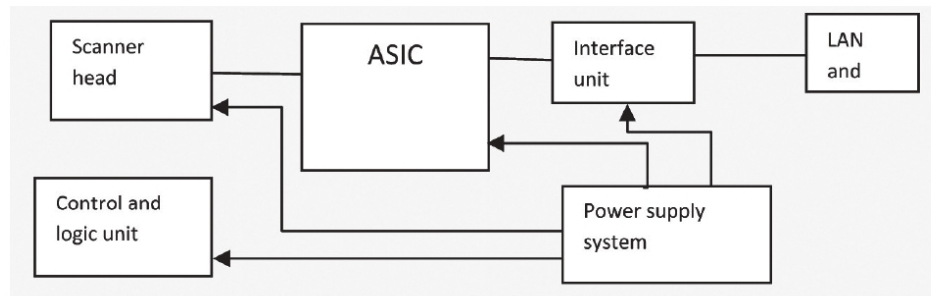 Scanner
head
ASIC
Interface
unit
LAN
and
Control and
logic unit
Power supply
system